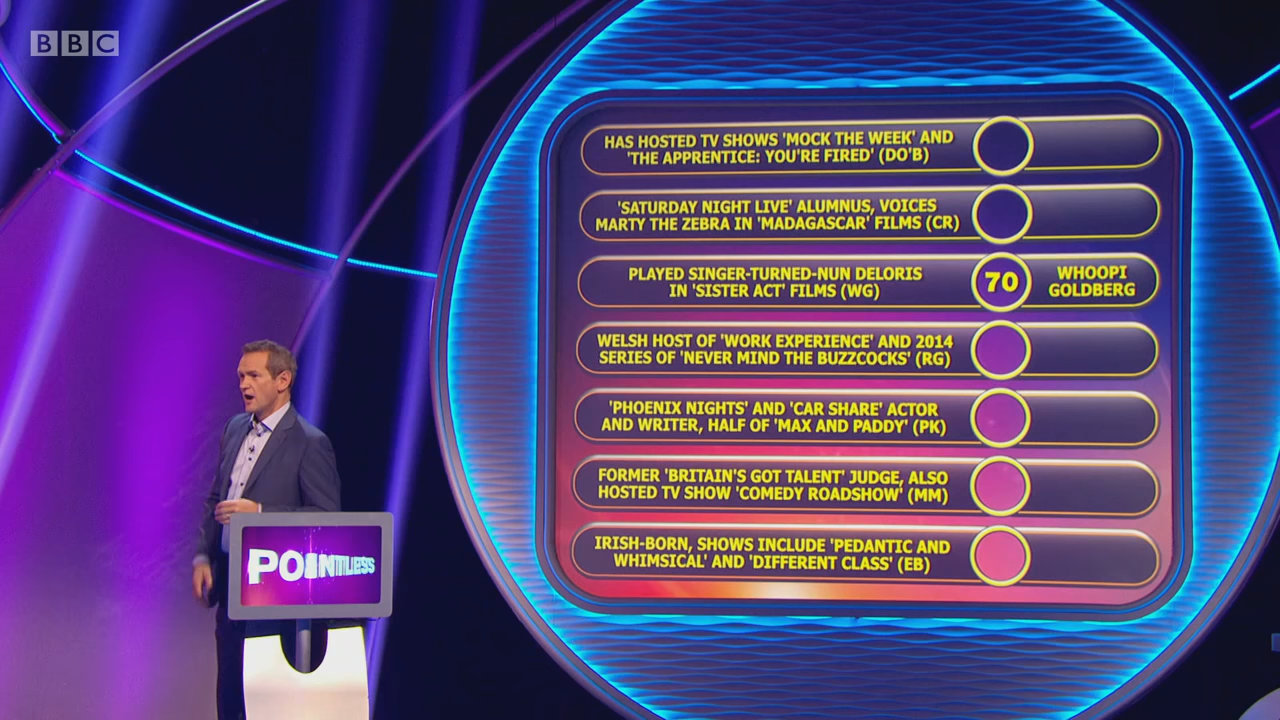 BBC
HAS HOSTED TV SHOWS 'MOCK THE WEEK' AND
'THE APPRENTICE: YOU'RE FIRED' (DO'B)
'SATURDAY NIGHT LIVE' ALUMNUS, VOICES
MARTY THE ZEBRA IN 'MADAGASCAR' FILMS (CR)
PLAYED SINGER-TURNED-NUN DELORIS
IN 'SISTER ACT' FILMS (WG)
70
WHOOPI
GOLDBERG
WELSH HOST OF 'WORK EXPERIENCE' AND 2014
SERIES OF 'NEVER MIND THE BUZZCOCKS' (RG)
'PHOENIX NIGHTS' AND 'CAR SHARE' ACTOR
AND WRITER, HALF OF 'MAX AND PADDY' (PK)
FORMER 'BRITAIN'S GOT TALENT' JUDGE, ALSO
HOSTED TV SHOW 'COMEDY ROADSHOW' (MM)
IRISH-BORN, SHOWS INCLUDE 'PEDANTIC AND
WHIMSICAL' AND 'DIFFERENT CLASS' (EB)
POINTLESS